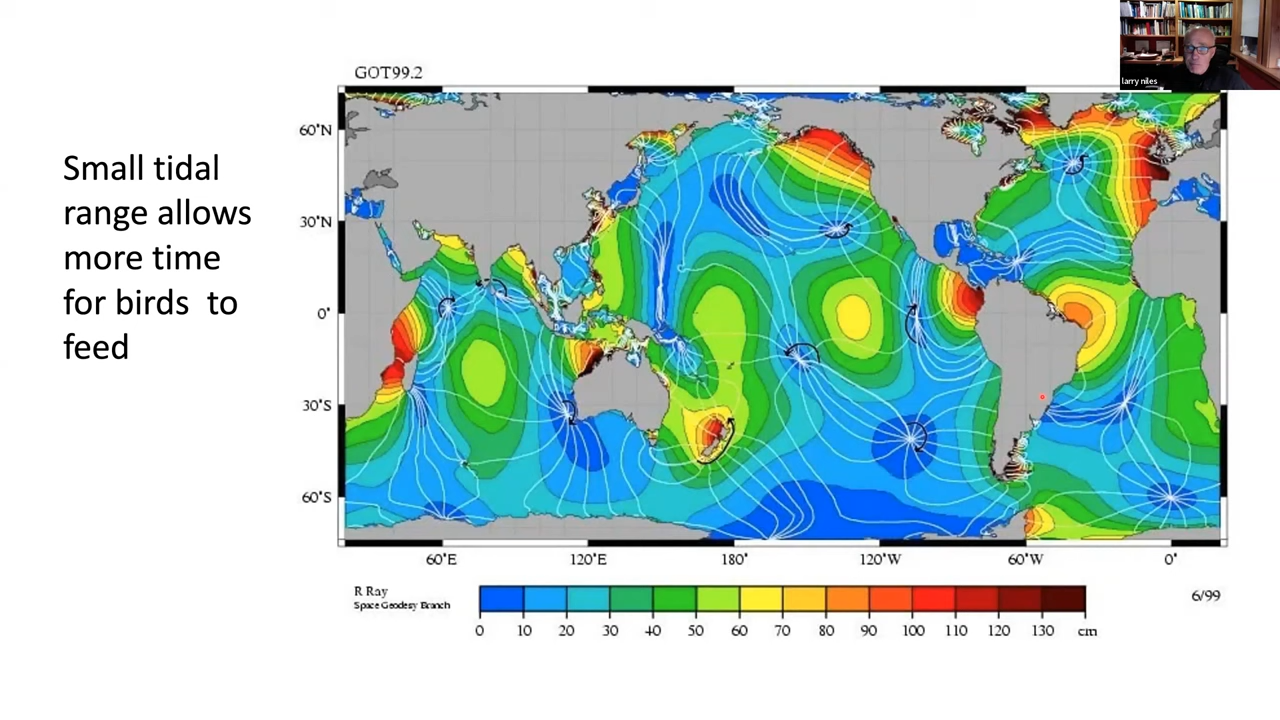 larry niles
GOT99.2
Small tidal
range allows
more time
for birds to
feed
60°N
30°N
0°
30°S
60°S
60°E 120°E 180° 120°W 60°W 0°
R Ray
Space Geodesy Branch
6/99
0 10 20 30 40 50 60 70 80 90 100 110 120 130 cm